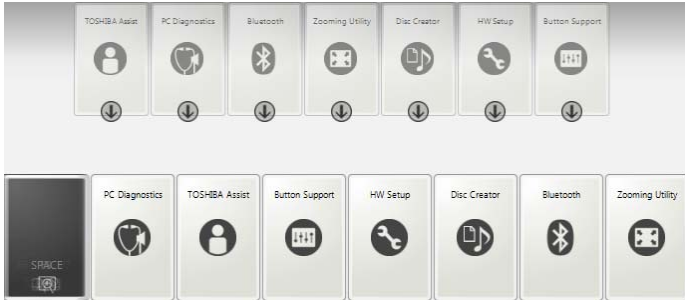 TOSHIBA Assist
PC Diagnostics
Bluetooth
Zooming Utility
Disc Creator
HW Setup
Button Support
SPACE
PC Diagnostics
TOSHIBA Assist
Button Support
HW Setup
Disc Creator
Bluetooth
Zooming Utility